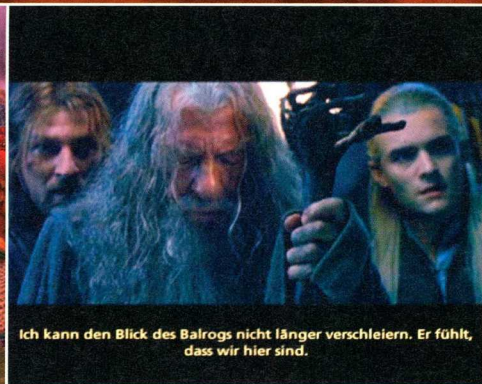 Ich kann den Blick des Balrogs nicht länger verschleiern. Er fühlt,
dass wir hier sind.